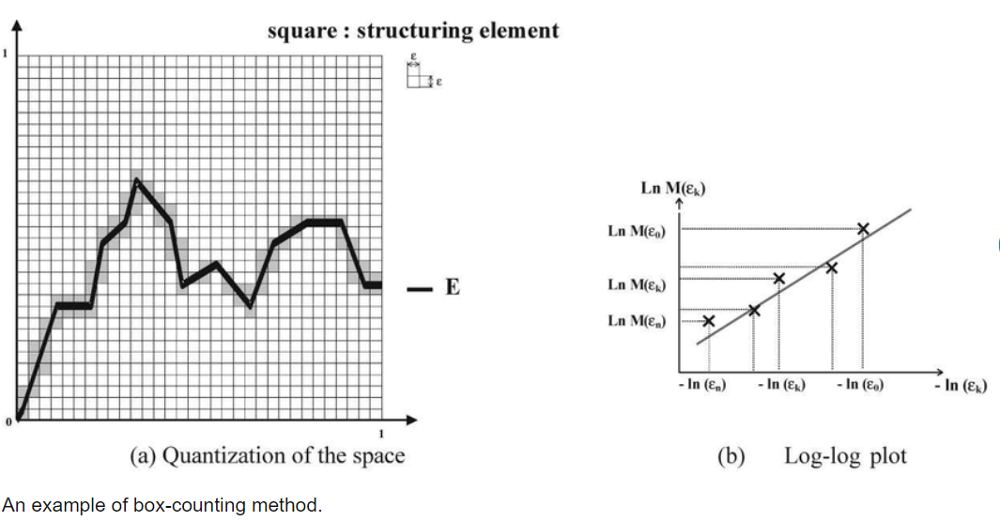 square : structuring element
1
ε
ε
E
0
1
(a) Quantization of the space
Ln M(εₖ)
Ln M(ε₀)
Ln M(εₖ)
Ln M(εₙ)
- ln (εₙ)
- ln (εₖ)
- ln (ε₀)
- ln (εₖ)
(b) Log-log plot
An example of box-counting method.